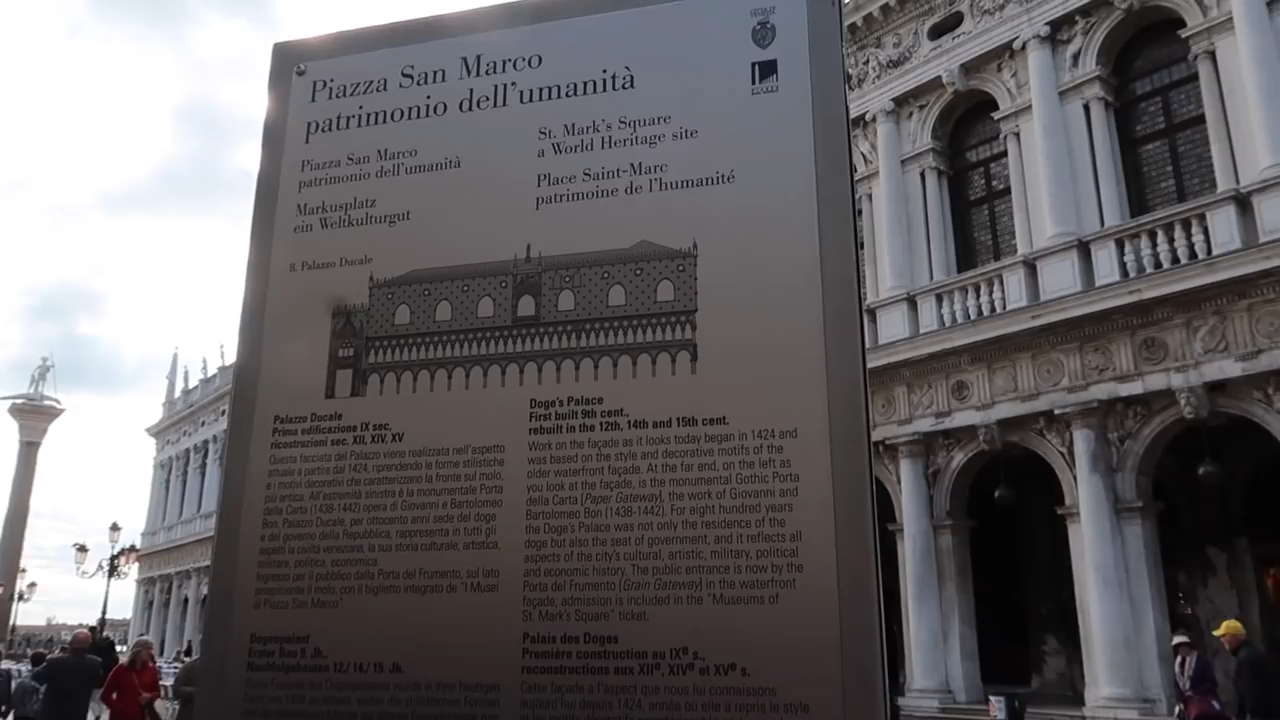 Piazza San Marco
patrimonio dell'umanità
Piazza San Marco
patrimonio dell'umanità
Markusplatz
ein Weltkulturgut
St. Mark's Square
a World Heritage site
Place Saint-Marc
patrimoine de l'humanité
8. Palazzo Ducale
Palazzo Ducale
Prima edificazione IX sec,
ricostruzioni sec. XII, XIV, XV
Questa facciata del Palazzo viene realizzata nell'aspetto
attuale a partire dal 1424, riprendendo le forme stilistiche
e i motivi decorativi che caratterizzano la fronte sul molo,
più antica. All'estremità sinistra è la monumentale Porta
della Carta (1438-1442) opera di Giovanni e Bartolomeo
Bon. Palazzo Ducale, per ottocento anni sede del doge
e del governo della Repubblica, rappresenta in tutti gli
aspetti la civiltà veneziana, la sua storia culturale, artistica,
militare, politica, economica.
Ingresso per il pubblico dalla Porta del Frumento, sul lato
prospiciente il molo, con il biglietto integrato de "I Musei
di Piazza San Marco"
Doge's Palace
First built 9th cent.,
rebuilt in the 12th, 14th and 15th cent.
Work on the façade as it looks today began in 1424 and
was based on the style and decorative motifs of the
older waterfront façade. At the far end, on the left as
you look at the façade, is the monumental Gothic Porta
della Carta [Paper Gateway], the work of Giovanni and
Bartolomeo Bon (1438-1442). For eight hundred years
the Doge's Palace was not only the residence of the
doge but also the seat of government, and it reflects all
aspects of the city's cultural, artistic, military, political
and economic history. The public entrance is now by the
Porta del Frumento [Grain Gateway] in the waterfront
façade; admission is included in the "Museums of
St. Mark's Square" ticket.
Dogenpalast
Erster Bau 9. Jh.,
Nachfolgebauten 12./ 14./ 15. Jh.
Palais des Doges
Première construction au IXe s.,
reconstructions aux XIIe, XIVe et XVe s.
Cette façade a l'aspect que nous lui connaissons
aujourd'hui depuis 1424, année où elle a repris le style